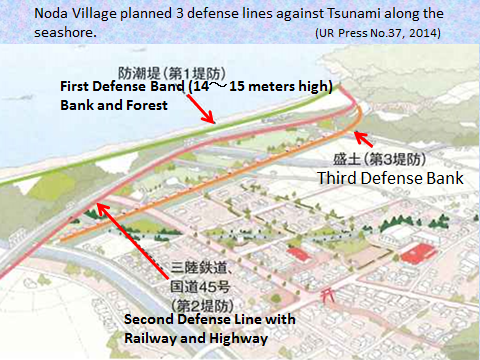 Noda Village planned 3 defense lines against Tsunami along the
seashore. (UR Press No.37, 2014)
防潮堤（第1堤防）
First Defense Band (14～15 meters high)
Bank and Forest
盛土（第3堤防）
Third Defense Bank
三陸鉄道、
国道45号
（第2堤防）
Second Defense Line with
Railway and Highway